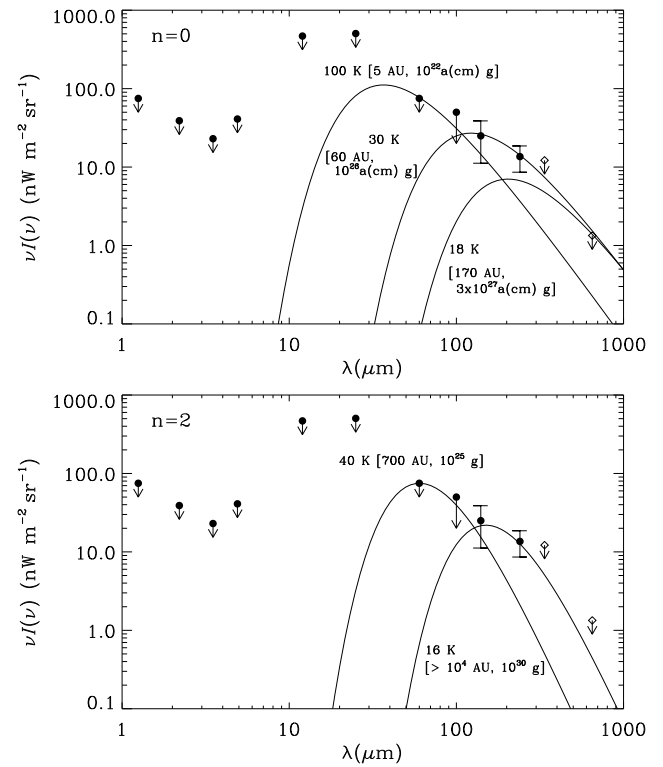 1000.0
n=0
100 K [5 AU, 10²²a(cm) g]
100.0
30 K
[60 AU,
10²⁶a(cm) g]
10.0
18 K
[170 AU,
3x10²⁷a(cm) g]
1.0
0.1
νI(ν) (nW m⁻² sr⁻¹)
1 10 100 1000
λ(μm)
1000.0
n=2
40 K [700 AU, 10²⁵ g]
100.0
10.0
16 K
[> 10⁴ AU, 10³⁰ g]
1.0
0.1
νI(ν) (nW m⁻² sr⁻¹)
1 10 100 1000
λ(μm)